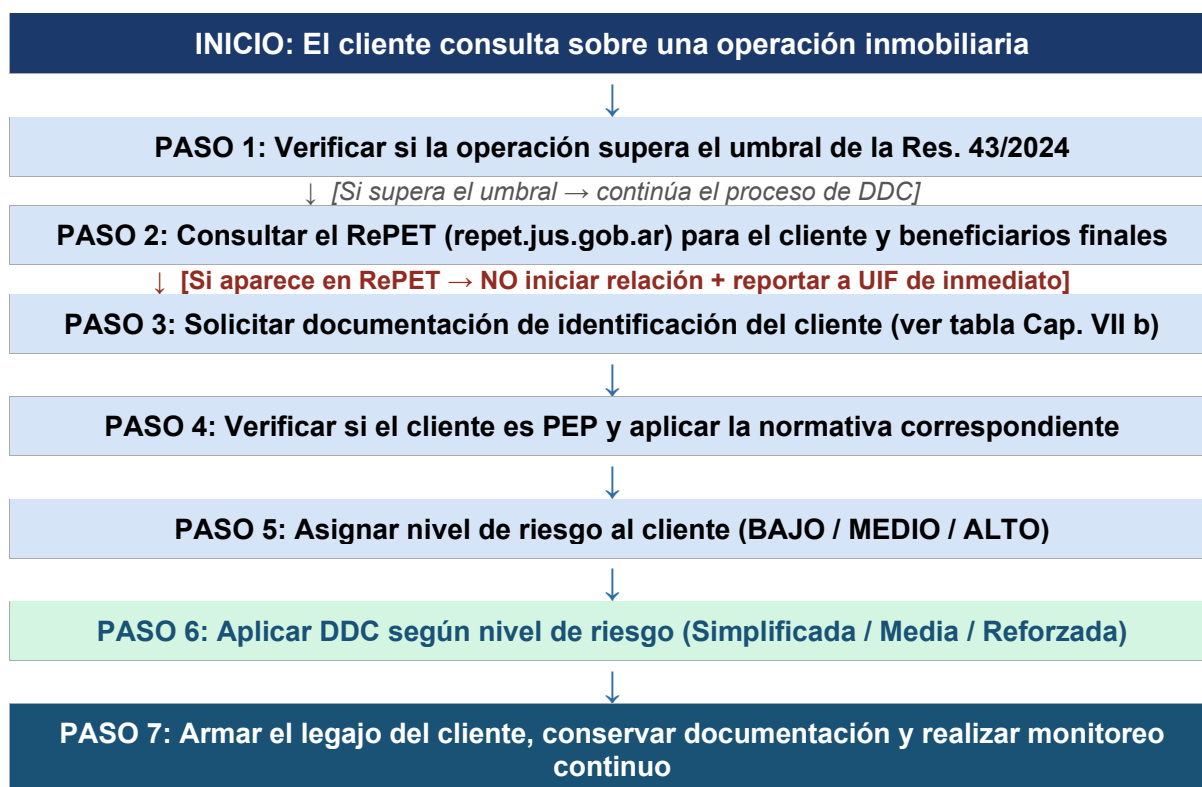 INICIO: El cliente consulta sobre una operación inmobiliaria
↓
PASO 1: Verificar si la operación supera el umbral de la Res. 43/2024
↓ [Si supera el umbral → continúa el proceso de DDC]
PASO 2: Consultar el RePET (repet.jus.gob.ar) para el cliente y beneficiarios finales
↓ [Si aparece en RePET → NO iniciar relación + reportar a UIF de inmediato]
PASO 3: Solicitar documentación de identificación del cliente (ver tabla Cap. VII b)
↓
PASO 4: Verificar si el cliente es PEP y aplicar la normativa correspondiente
↓
PASO 5: Asignar nivel de riesgo al cliente (BAJO / MEDIO / ALTO)
↓
PASO 6: Aplicar DDC según nivel de riesgo (Simplificada / Media / Reforzada)
↓
PASO 7: Armar el legajo del cliente, conservar documentación y realizar monitoreo
continuo